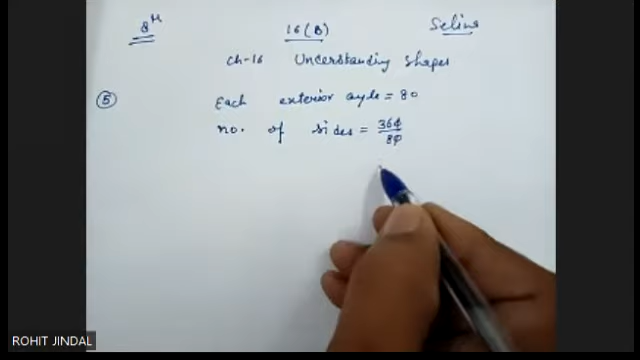 8th 16(B) Selina
Ch-16 Understanding Shapes
⑤ Each exterior angle = 80
no. of sides = 360/80
ROHIT JINDAL